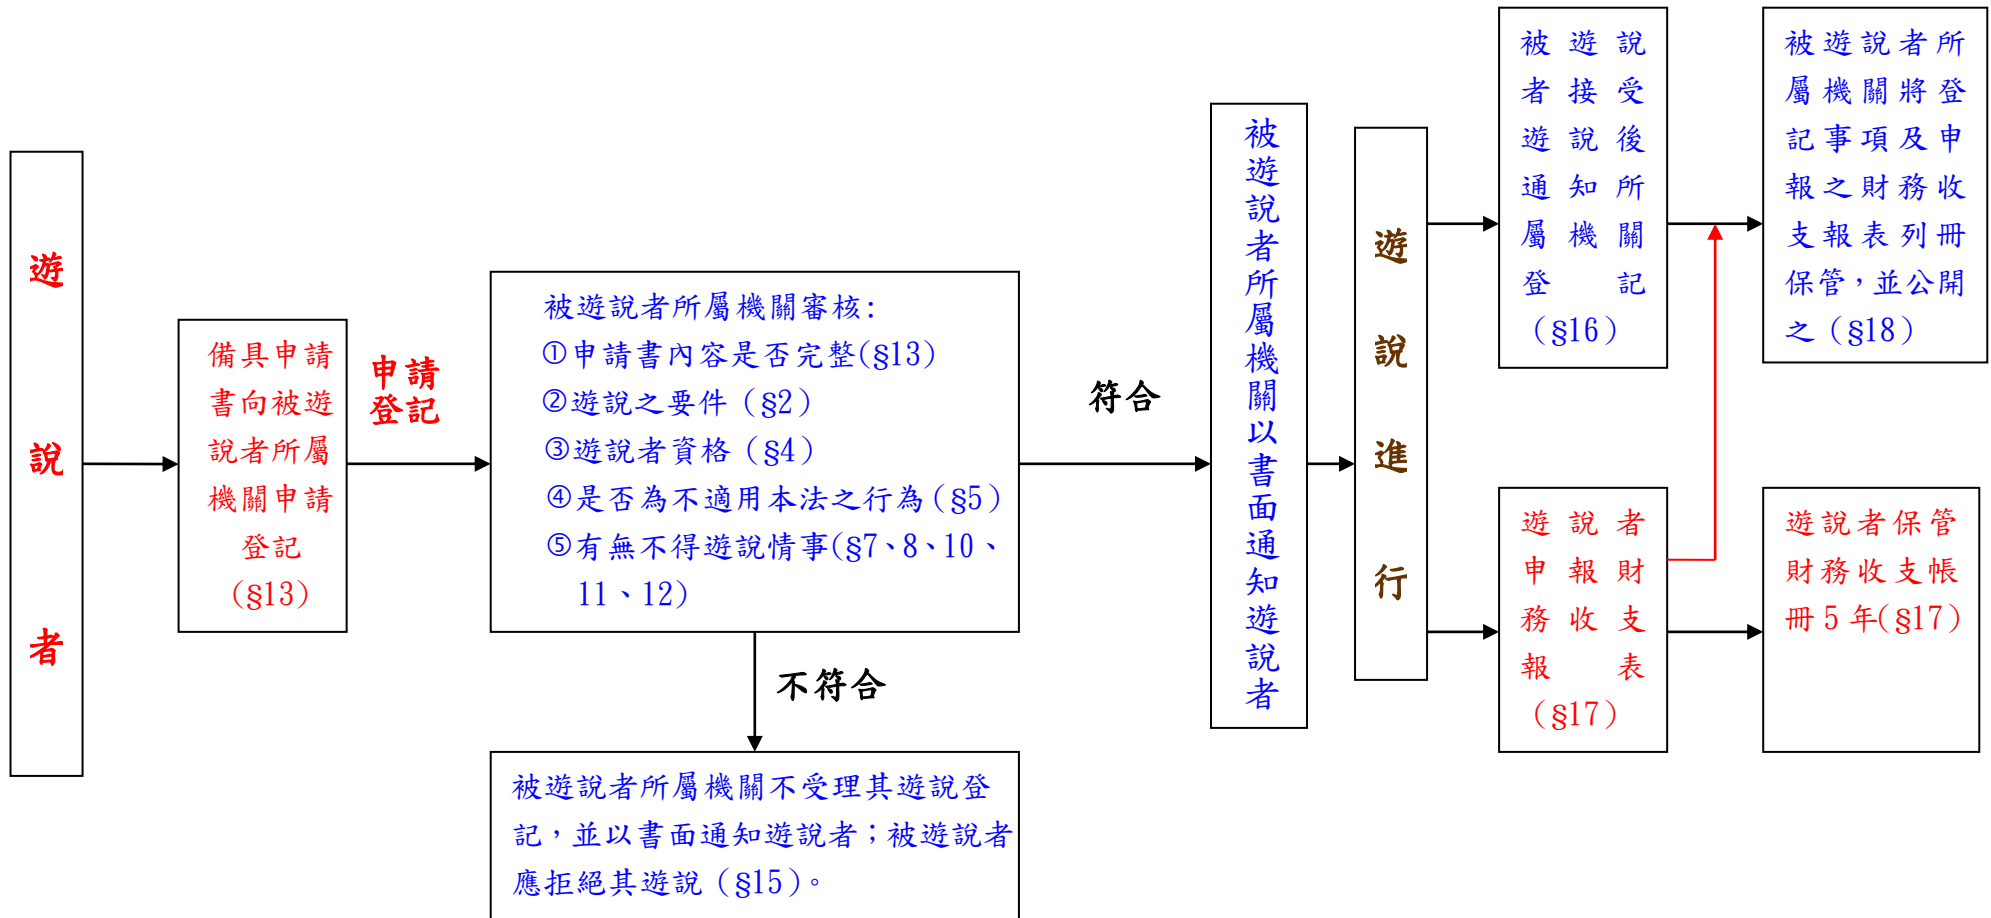 遊說者
備具申請
書向被遊
說者所屬
機關申請
登記
(§13)
申請
登記
被遊說者所屬機關審核:
①申請書內容是否完整(§13)
②遊說之要件(§2)
③遊說者資格(§4)
④是否為不適用本法之行為(§5)
⑤有無不得遊說情事(§7、8、10、
11、12)
不符合
被遊說者所屬機關不受理其遊說登
記,並以書面通知遊說者;被遊說者
應拒絕其遊說(§15)。
符合
被遊說者所屬機關以書面通知遊說者
遊說進行
被遊說
者接受
遊說後
通知所
屬機關
登記
(§16)
被遊說者所
屬機關將登
記事項及申
報之財務收
支報表列冊
保管,並公開
之(§18)
遊說者
申報財
務收支
報表
(§17)
遊說者保管
財務收支帳
冊5年(§17)